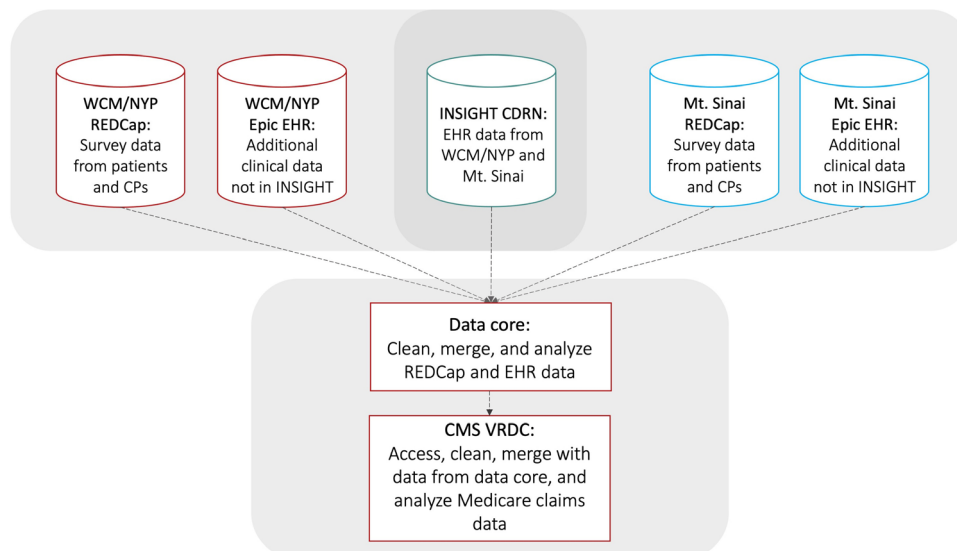 WCM/NYP
REDCap:
Survey data
from patients
and CPs
WCM/NYP
Epic EHR:
Additional
clinical data
not in INSIGHT
INSIGHT CDRN:
EHR data from
WCM/NYP and
Mt. Sinai
Mt. Sinai
REDCap:
Survey data
from patients
and CPs
Mt. Sinai
Epic EHR:
Additional
clinical data
not in INSIGHT
Data core:
Clean, merge, and analyze
REDCap and EHR data
CMS VRDC:
Access, clean, merge with
data from data core, and
analyze Medicare claims
data